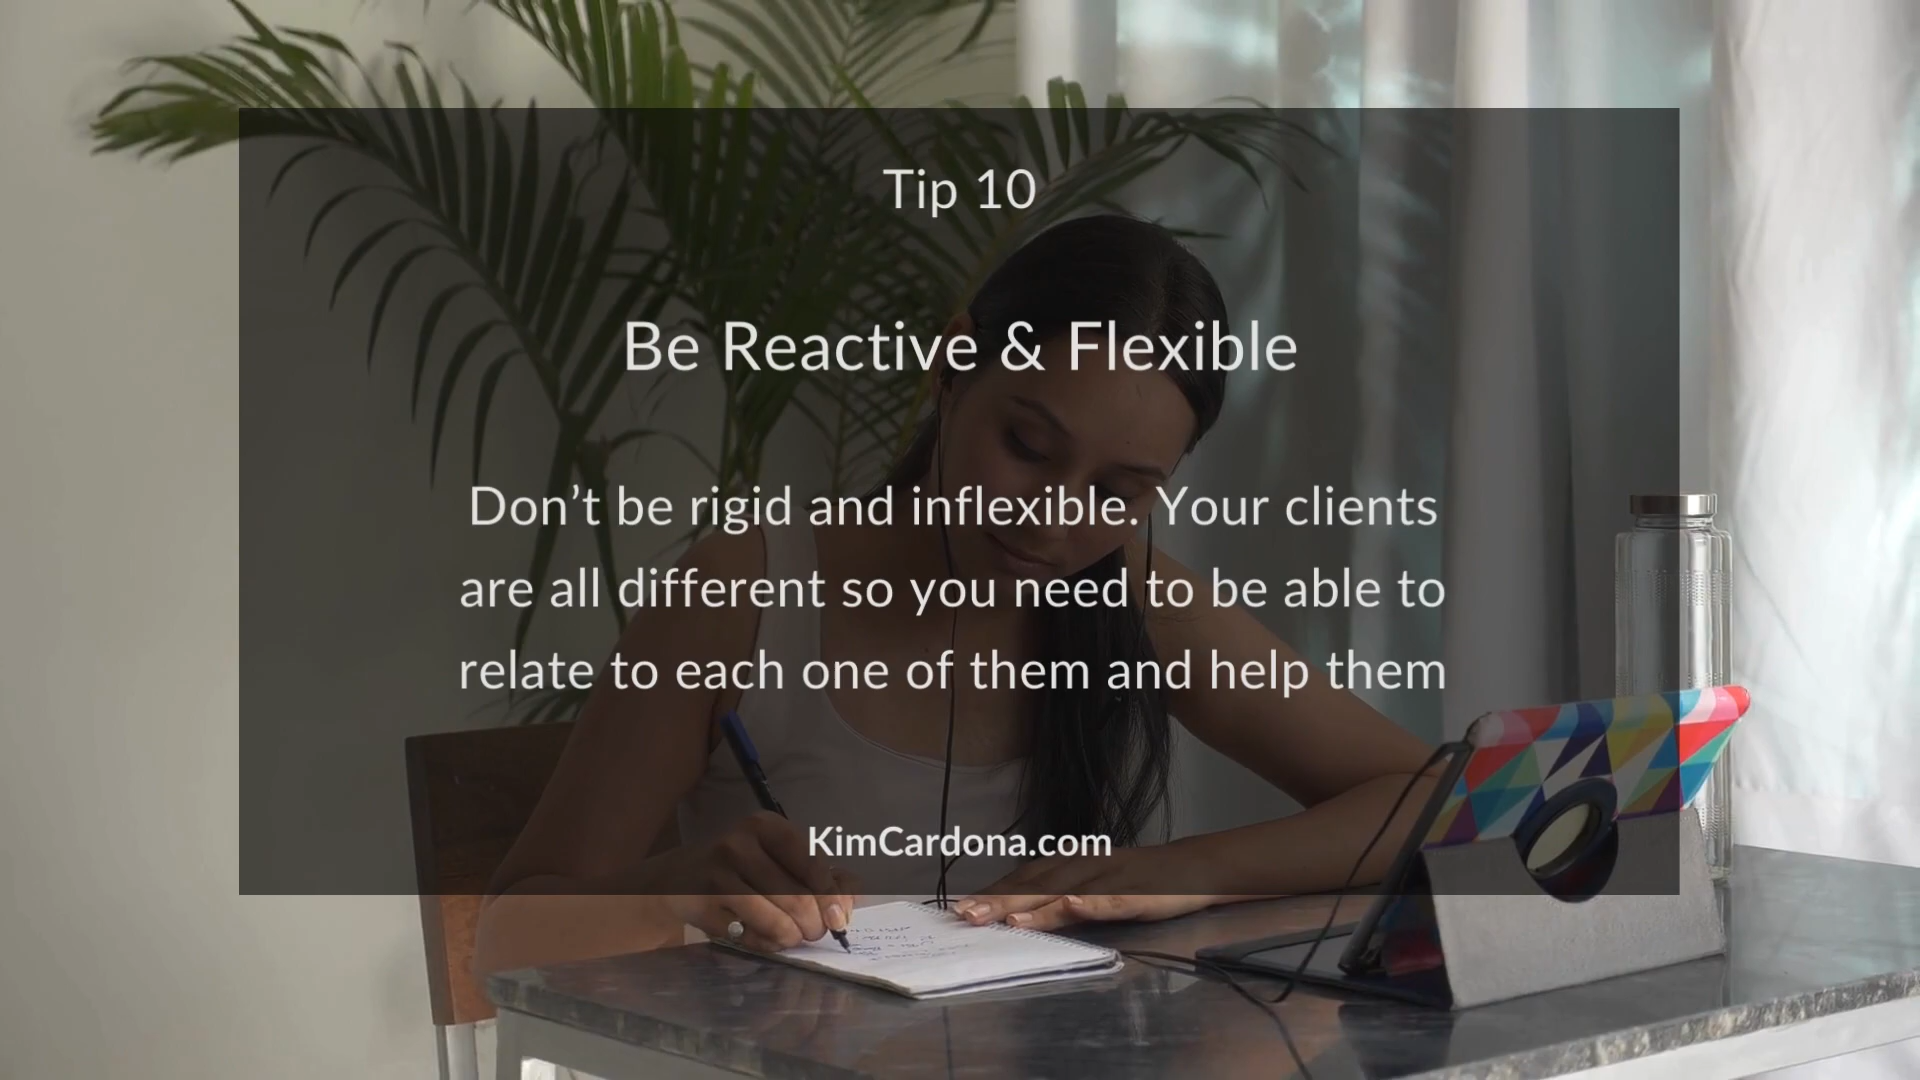 Tip 10
Be Reactive & Flexible
Don’t be rigid and inflexible. Your clients
are all different so you need to be able to
relate to each one of them and help them
KimCardona.com